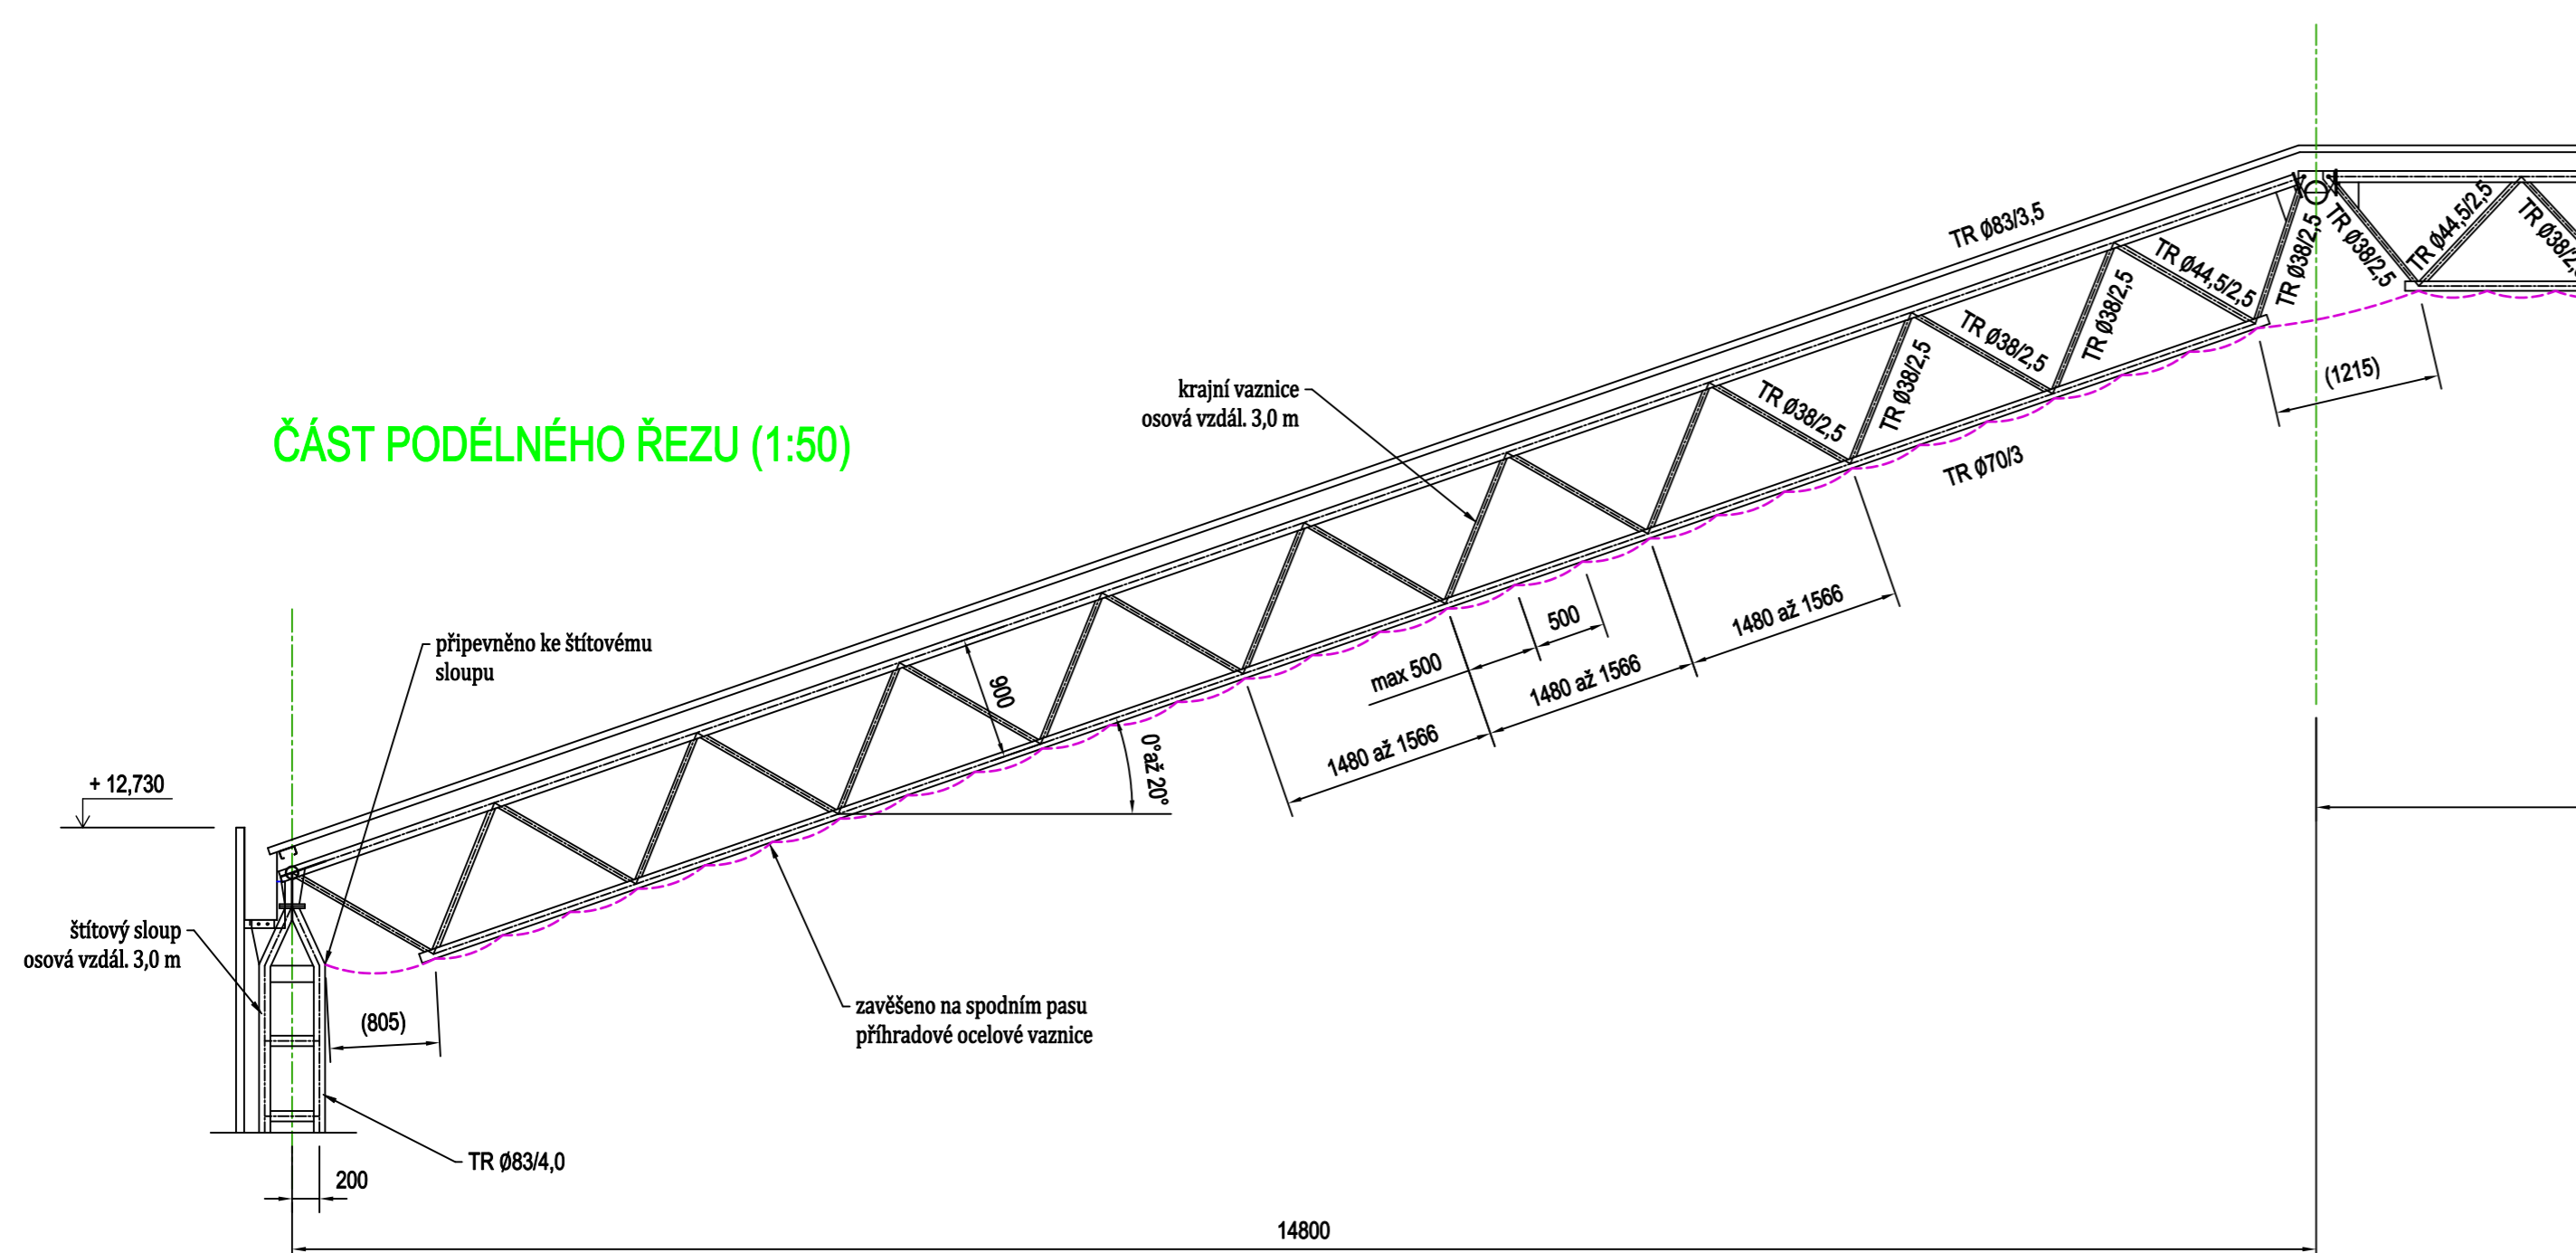 ČÁST PODÉLNÉHO ŘEZU (1:50)
TR Ø83/3,5
TR Ø44,5/2,5
TR Ø38/2,5
TR Ø38/2,5
TR Ø44,5/2,5
TR Ø38/2,
TR Ø38/2,5
TR Ø38/2,5
TR Ø38/2,5
TR Ø38/2,5
TR Ø70/3
(1215)
krajní vaznice
osová vzdál. 3,0 m
připevněno ke štítovému
sloupu
900
0°až 20°
500
max 500
1480 až 1566
1480 až 1566
1480 až 1566
+ 12,730
štítový sloup
osová vzdál. 3,0 m
(805)
zavěšeno na spodním pasu
příhradové ocelové vaznice
TR Ø83/4,0
200
14800